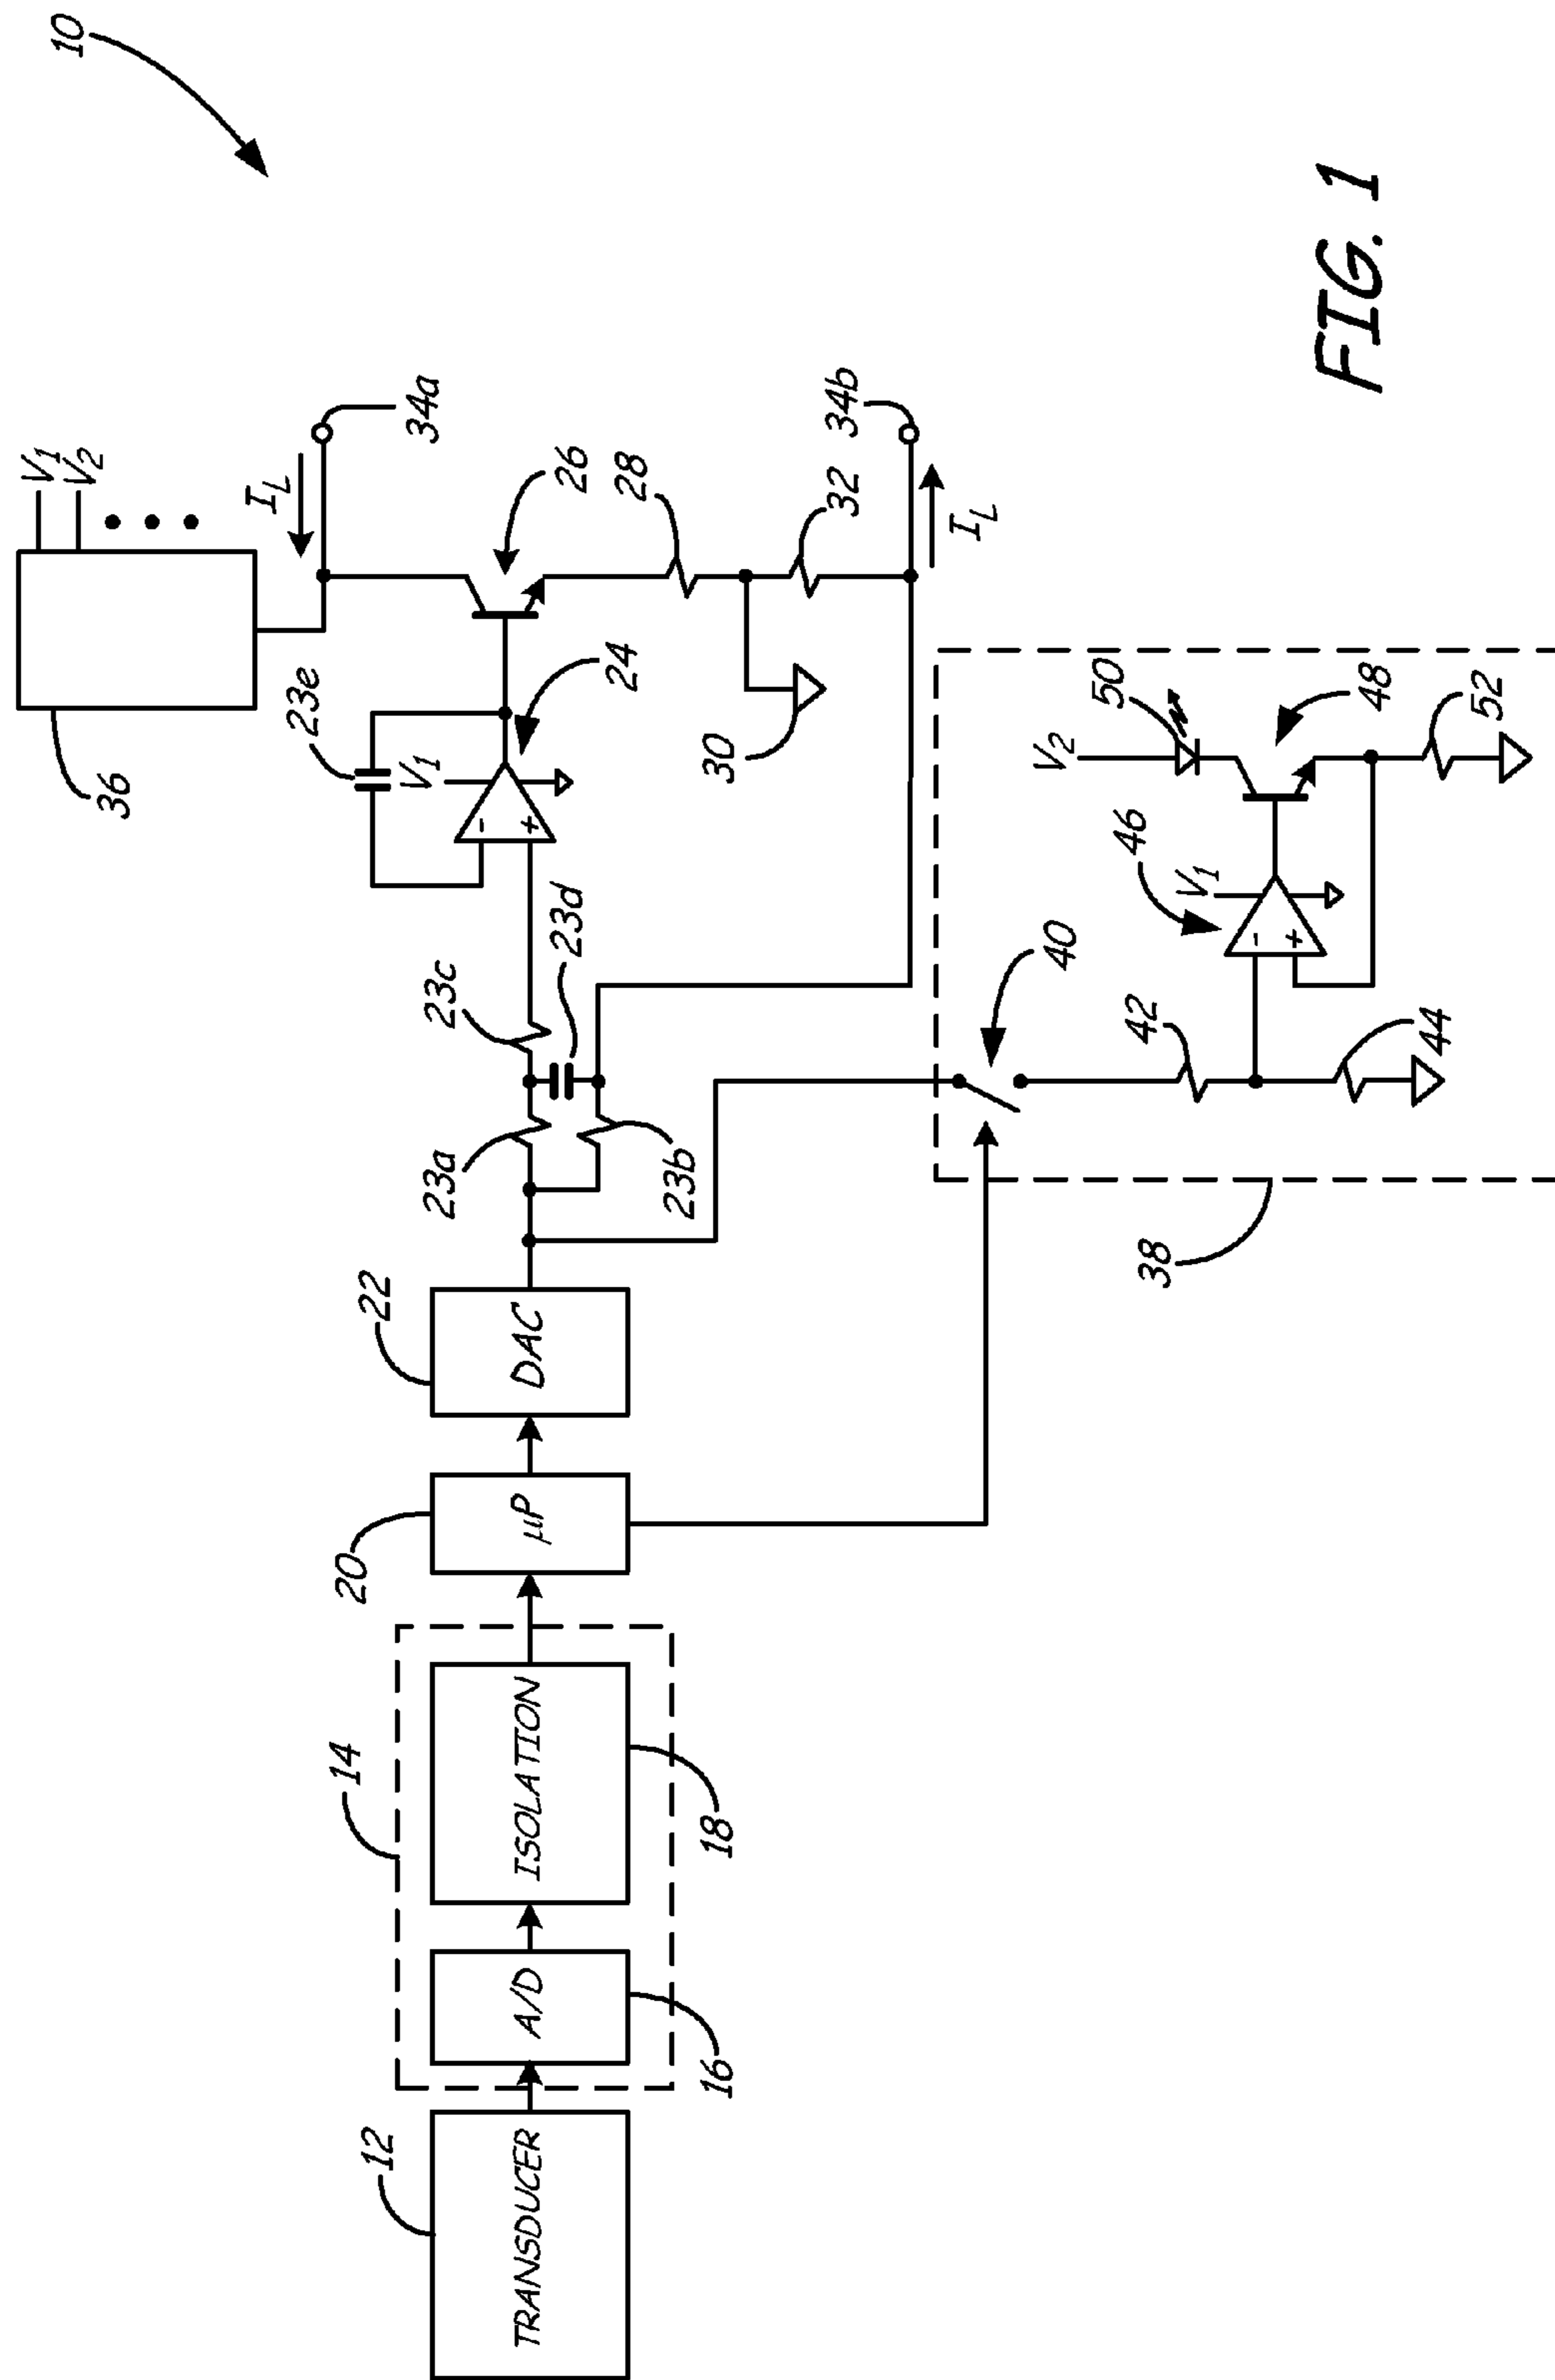 10
V1
V2
36
IL
34a
23e
V1
26
24
28
30
32
34b
IL
12
TRANSDUCER
14
A/D
16
ISOLATION
18
20
μP
22
DAC
23a
23b
23c
23d
-
+
38
40
42
44
46
V1
-
+
V2
50
48
52
FIG. 1